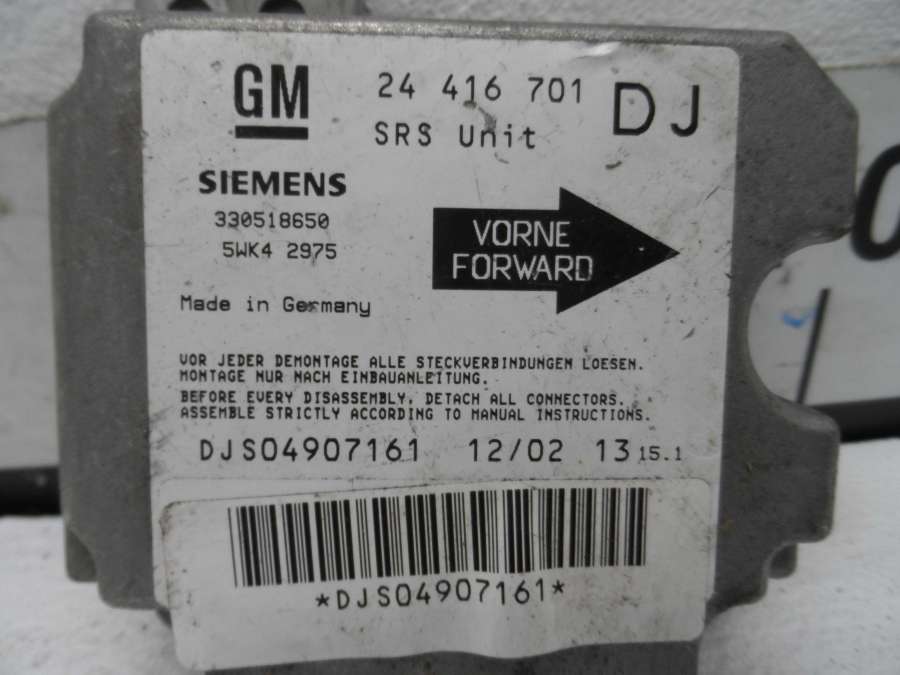 GM 24 416 701 DJ
SRS Unit
SIEMENS
330518650
5WK4 2975
VORNE
FORWARD
Made in Germany
VOR JEDER DEMONTAGE ALLE STECKVERBINDUNGEN LOESEN.
MONTAGE NUR NACH EINBAUANLEITUNG.
BEFORE EVERY DISASSEMBLY, DETACH ALL CONNECTORS.
ASSEMBLE STRICTLY ACCORDING TO MANUAL INSTRUCTIONS.
DJS04907161 12/02 13 15.1
*DJS04907161*